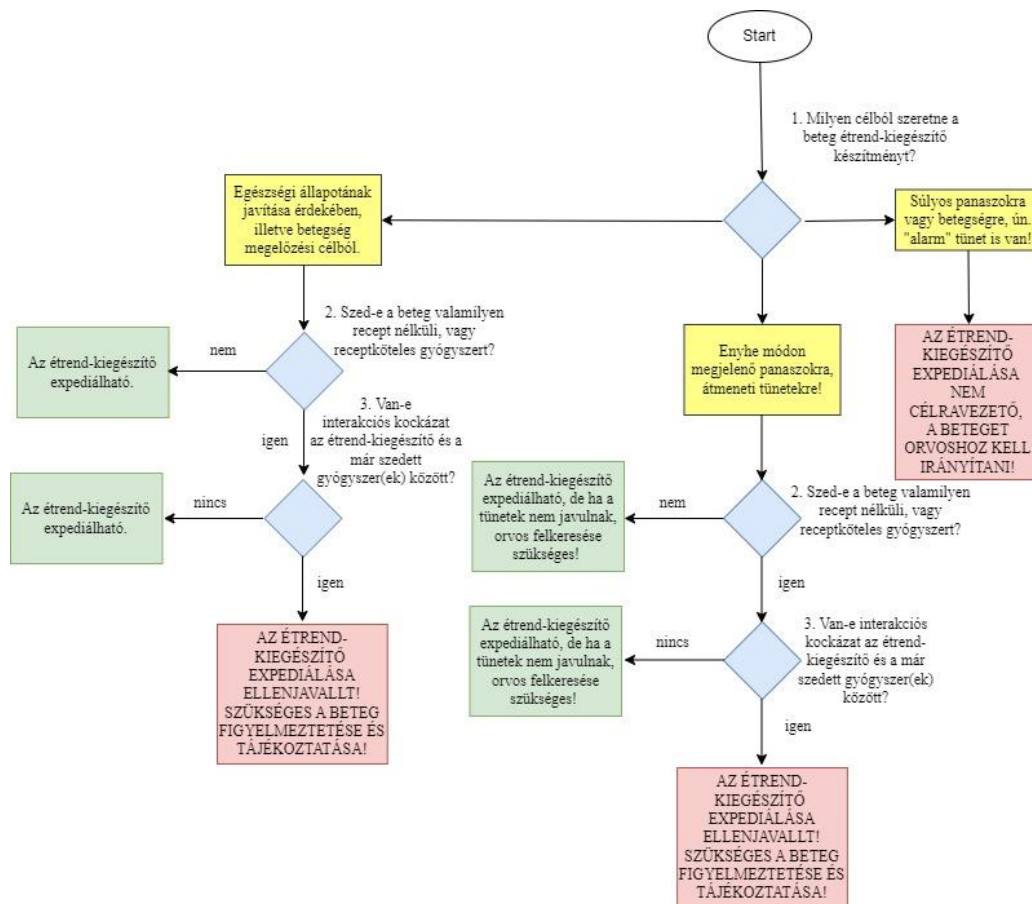 Start
1. Milyen célból szeretne a
beteg étrend-kiegészítő
készítményt?
Egészségi állapotának
javítása érdekében,
illetve betegség
megelőzési célból.
Súlyos panaszokra
vagy betegségre, ún.
"alarm" tünet is van!
2. Szed-e a beteg valamilyen
recept nélküli, vagy
receptköteles gyógyszert?
nem
Az étrend-kiegészítő
expediálható.
Enyhe módon
megjelenő panaszokra,
átmeneti tünetekre!
AZ ÉTREND-
KIEGÉSZÍTŐ
EXPEDIÁLÁSA
NEM
CÉLRAVEZETŐ,
A BETEGET
ORVOSHOZ KELL
IRÁNYÍTANI!
3. Van-e
interakciós kockázat
az étrend-kiegészítő és a
már szedett
gyógyszer(ek) között?
igen
Az étrend-kiegészítő
expediálható.
nincs
Az étrend-kiegészítő
expediálható, de ha a
tünetek nem javulnak,
orvos felkeresése
szükséges!
nem
2. Szed-e a beteg valamilyen
recept nélküli, vagy
receptköteles gyógyszert?
igen
igen
AZ ÉTREND-
KIEGÉSZÍTŐ
EXPEDIÁLÁSA
ELLENJAVALLT!
SZÜKSÉGES A BETEG
FIGYELMEZTETÉSE ÉS
TÁJÉKOZTATÁSA!
Az étrend-kiegészítő
expediálható, de ha a
tünetek nem javulnak,
orvos felkeresése
szükséges!
nincs
3. Van-e interakciós
kockázat az étrend-
kiegészítő és a már
szedett gyógyszer(ek)
között?
igen
AZ ÉTREND-
KIEGÉSZÍTŐ
EXPEDIÁLÁSA
ELLENJAVALLT!
SZÜKSÉGES A BETEG
FIGYELMEZTETÉSE ÉS
TÁJÉKOZTATÁSA!